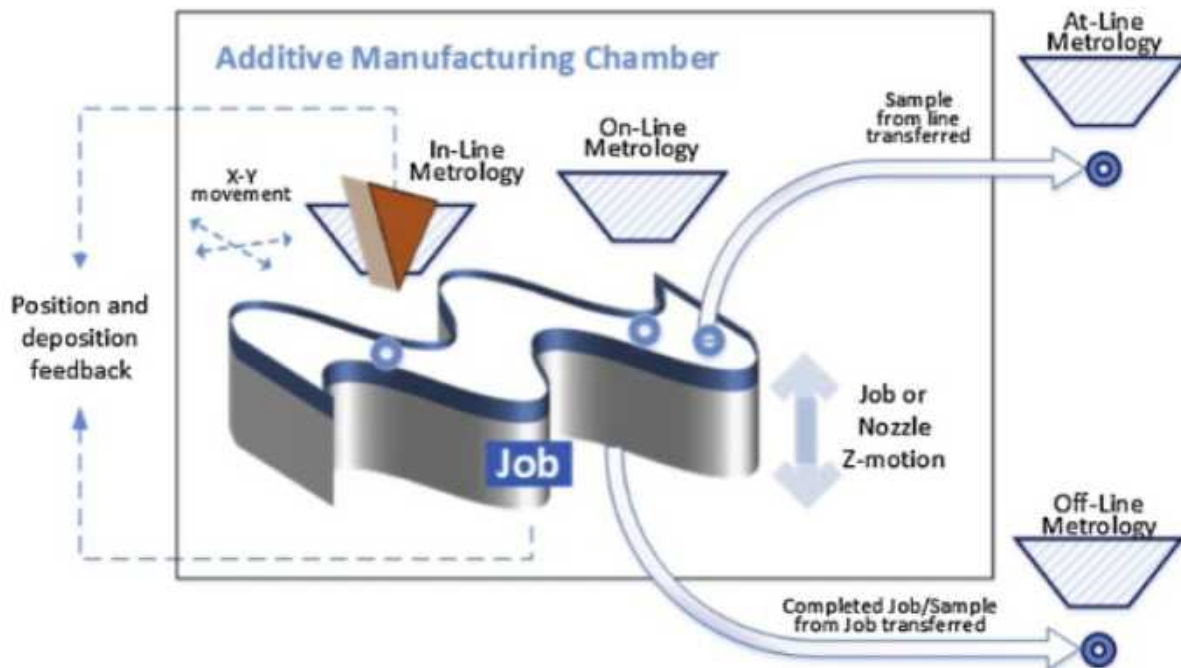 Additive Manufacturing Chamber
At-Line
Metrology
Sample
from line
transferred
On-Line
Metrology
In-Line
Metrology
X-Y
movement
Position and
deposition
feedback
Job or
Nozzle
Z-motion
Job
Off-Line
Metrology
Completed Job/Sample
from Job transferred